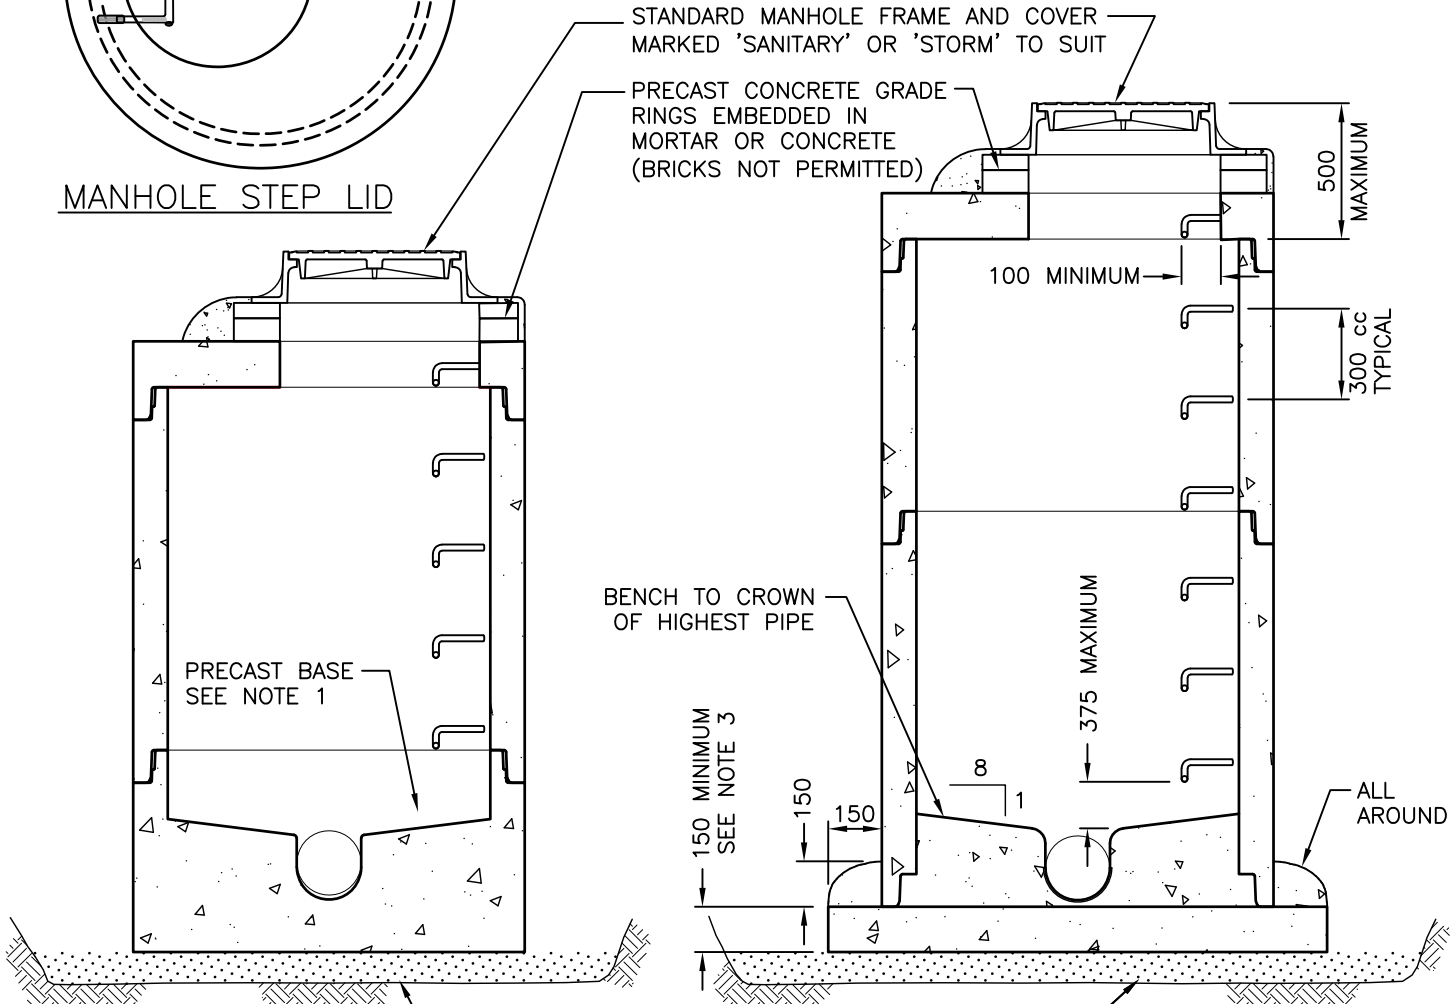 STANDARD MANHOLE FRAME AND COVER
MARKED 'SANITARY' OR 'STORM' TO SUIT
PRECAST CONCRETE GRADE
RINGS EMBEDDED IN
MORTAR OR CONCRETE
(BRICKS NOT PERMITTED)
MANHOLE STEP LID
500
MAXIMUM
100 MINIMUM
300 cc
TYPICAL
BENCH TO CROWN
OF HIGHEST PIPE
375 MAXIMUM
PRECAST BASE
SEE NOTE 1
150 MINIMUM
SEE NOTE 3
150
150
8
1
ALL
AROUND